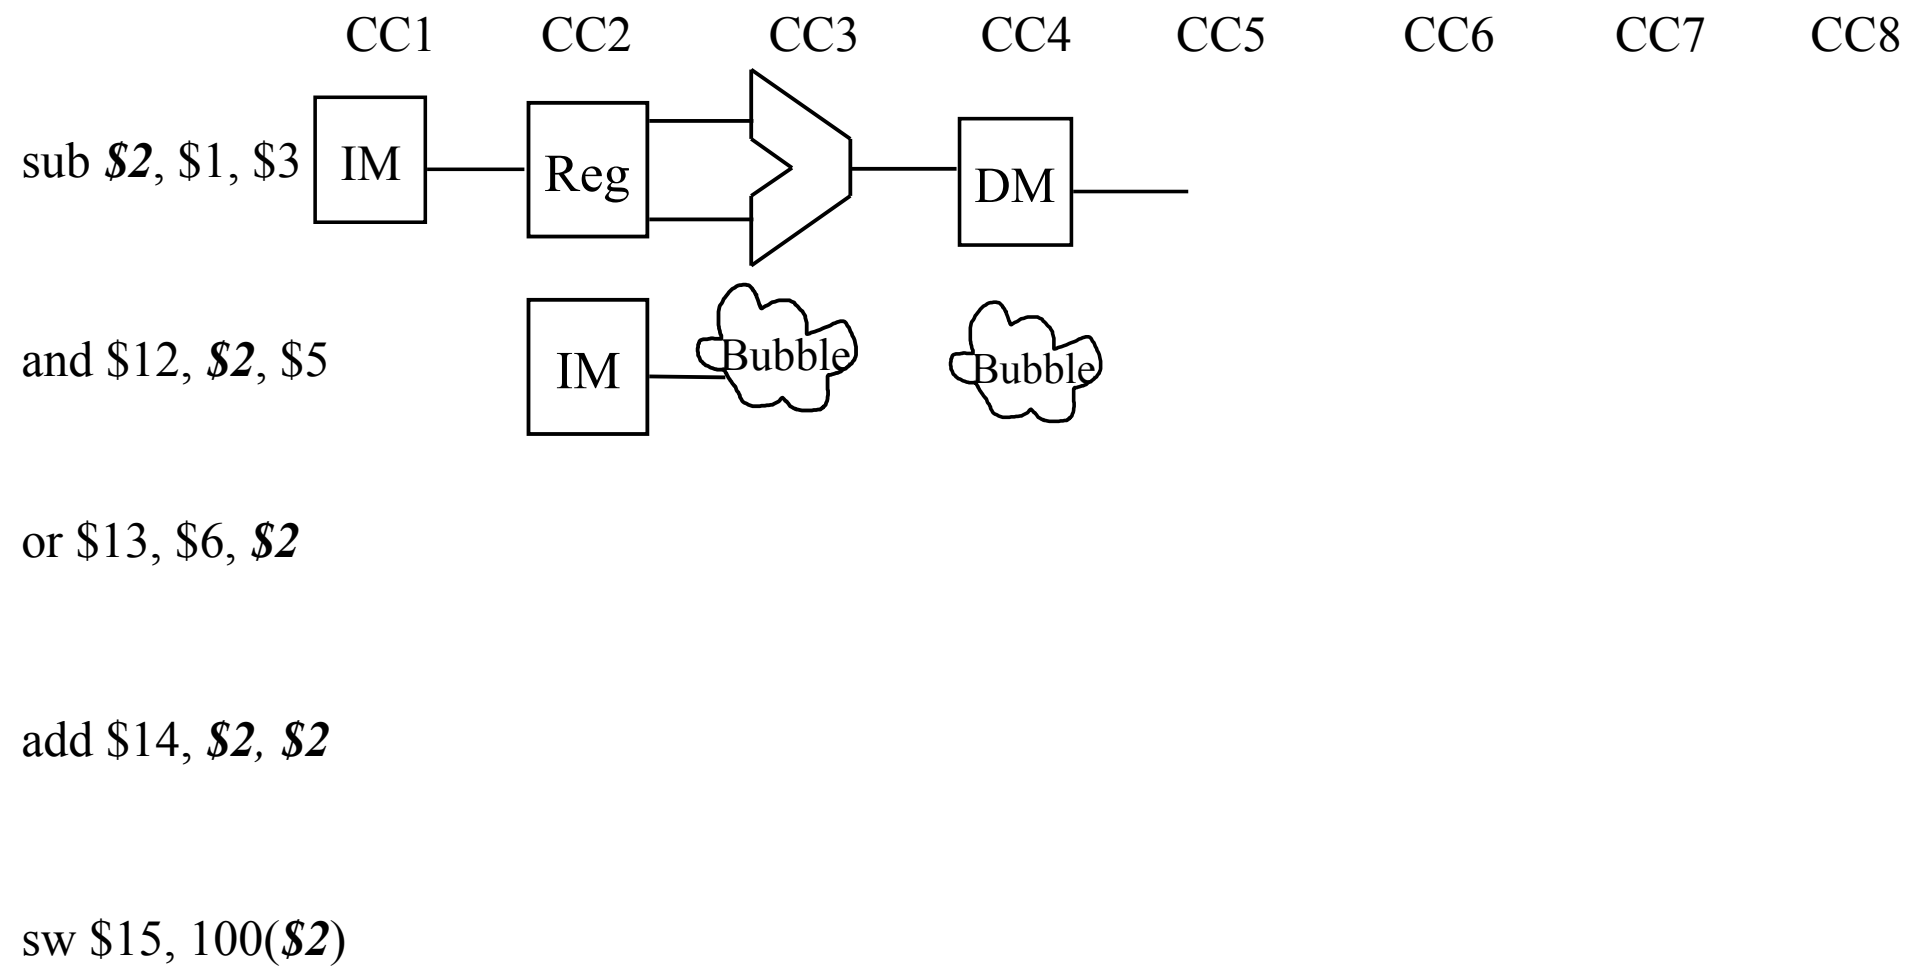 CC1 CC2 CC3 CC4 CC5 CC6 CC7 CC8
sub $2, $1, $3 IM Reg DM
and $12, $2, $5 IM Bubble Bubble
or $13, $6, $2
add $14, $2, $2
sw $15, 100($2)